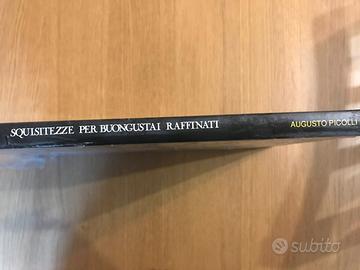 SQUISITEZZE PER BUONGUSTAI RAFFINATI
AUGUSTO PICOLLI
subito